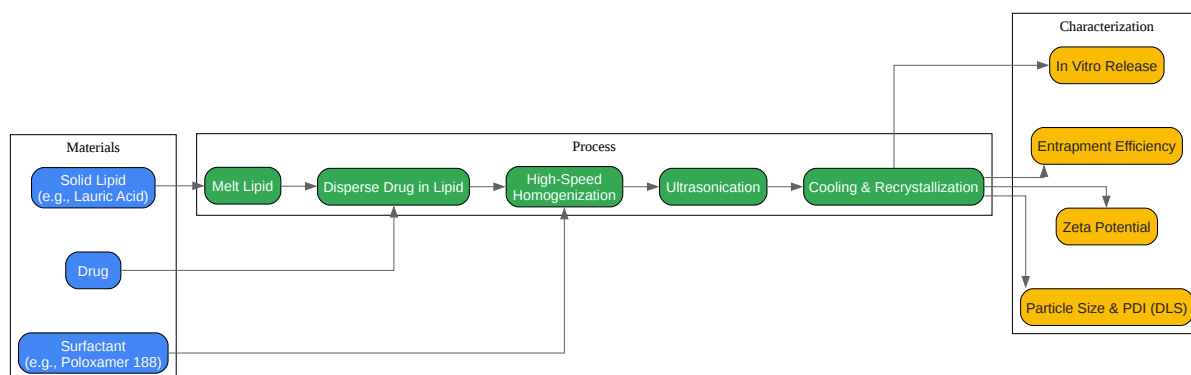 Materials
Solid Lipid
(e.g., Lauric Acid)
Drug
Surfactant
(e.g., Poloxamer 188)
Process
Melt Lipid
Disperse Drug in Lipid
High-Speed
Homogenization
Ultrasonication
Cooling & Recrystallization
Characterization
In Vitro Release
Entrapment Efficiency
Zeta Potential
Particle Size & PDI (DLS)